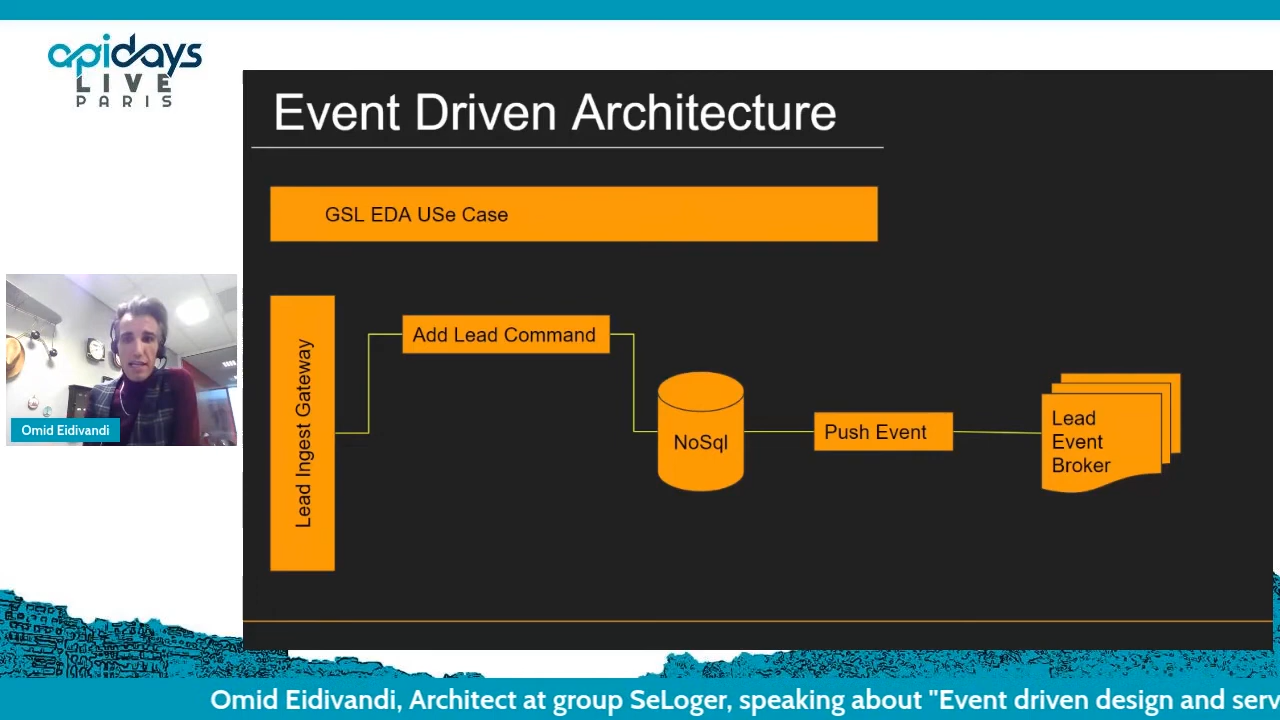 apidays
LIVE
PARIS
Event Driven Architecture
GSL EDA USe Case
Lead Ingest Gateway
Add Lead Command
NoSql
Push Event
Lead
Event
Broker
Omid Eidivandi
Omid Eidivandi, Architect at group SeLoger, speaking about "Event driven design and serv